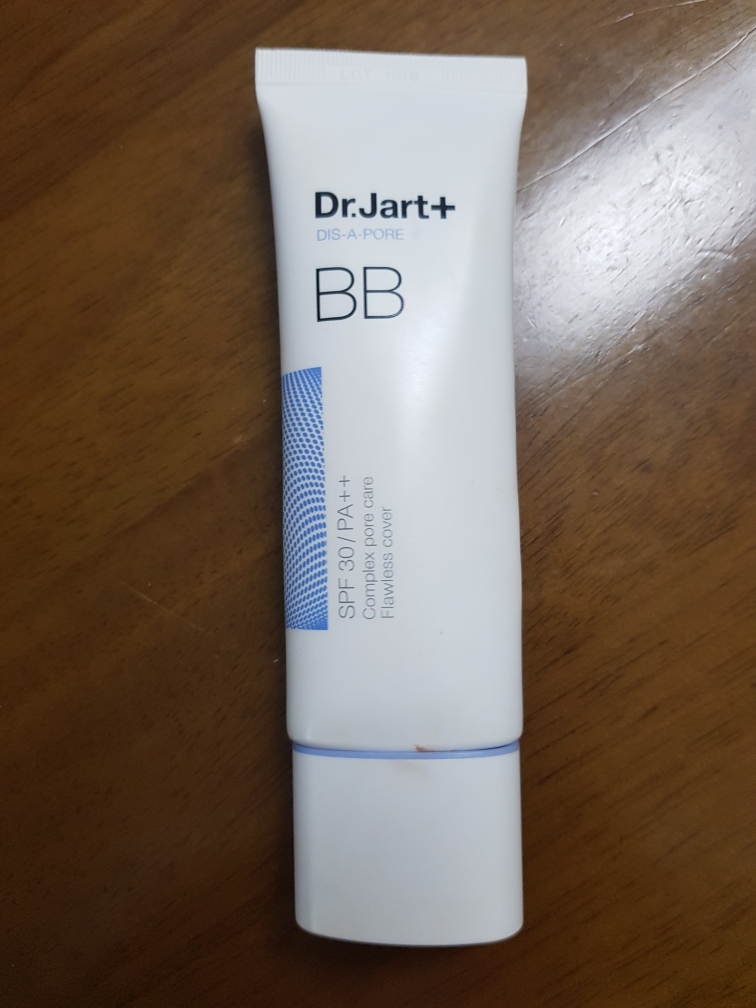 Dr.Jart+
DIS-A-PORE
BB
SPF 30/PA++
Complex pore care
Flawless cover